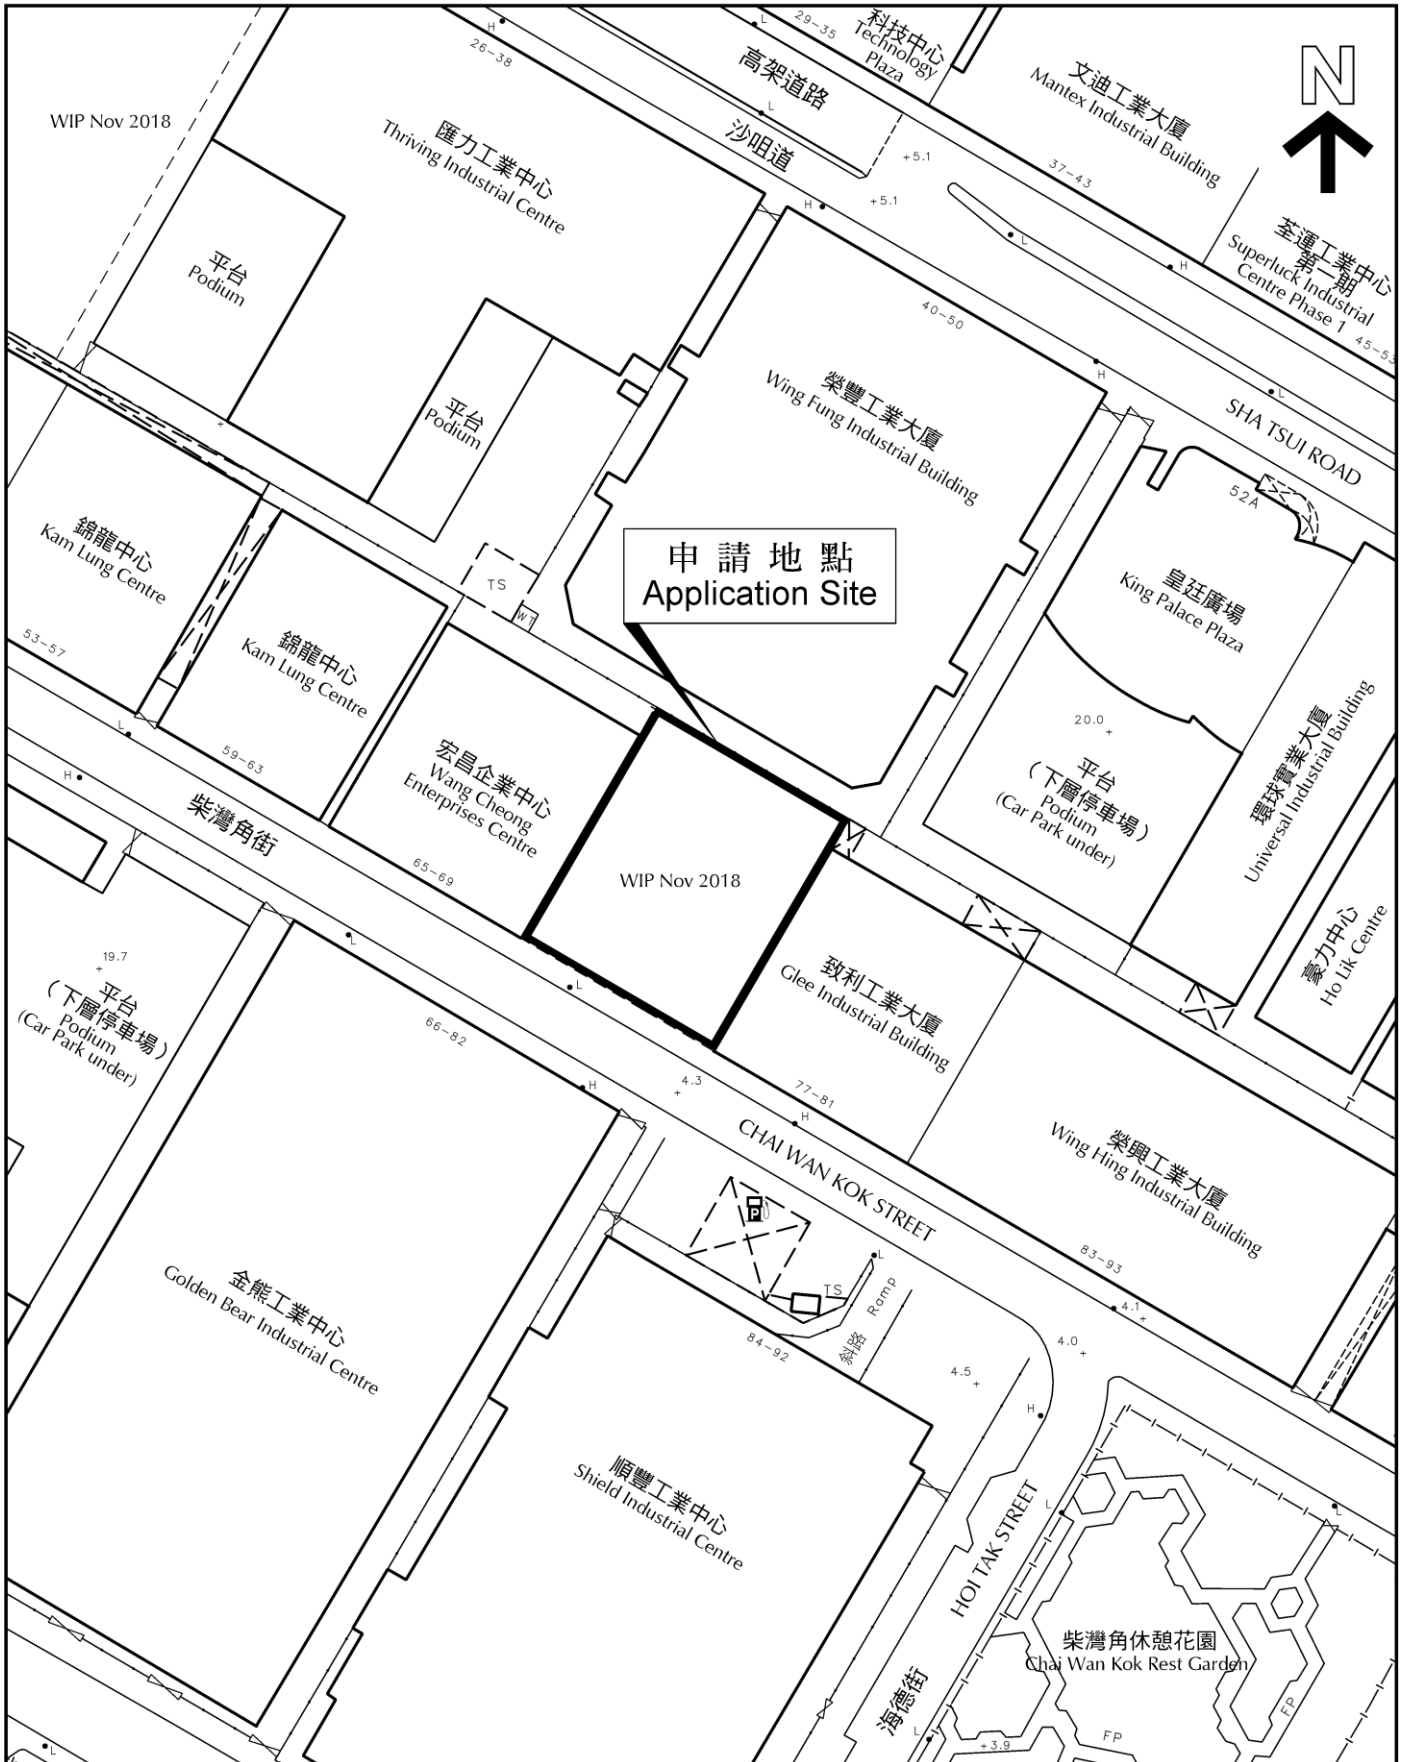 29-35
科技中心
Technology
Plaza
26-38
高架道路
沙咀道
文迪工業大廈
Mantex Industrial Building
N
WIP Nov 2018
匯力工業中心
Thriving Industrial Centre
+5.1
+5.1
37-43
荃運工業中心
第一期
Superluck Industrial
Centre Phase 1
45-53
平台
Podium
40-50
平台
Podium
榮豐工業大廈
Wing Fung Industrial Building
SHA TSUI ROAD
52A
錦龍中心
Kam Lung Centre
53-57
TS
WT
申請地點
Application Site
皇廷廣場
King Palace Plaza
錦龍中心
Kam Lung Centre
59-63
宏昌企業中心
Wang Cheong
Enterprises Centre
65-69
20.0
平台
(下層停車場)
Podium
(Car Park under)
環球實業大廈
Universal Industrial Building
柴灣角街
WIP Nov 2018
豪力中心
Ho Lik Centre
19.7
平台
(下層停車場)
Podium
(Car Park under)
致利工業大廈
Glee Industrial Building
66-82
4.3
77-81
CHAI WAN KOK STREET
榮興工業大廈
Wing Hing Industrial Building
83-93
P
TS
斜路 Ramp
84-92
金熊工業中心
Golden Bear Industrial Centre
4.1
4.0
4.5
順豐工業中心
Shield Industrial Centre
HOI TAK STREET
海德街
柴灣角休憩花園
Chai Wan Kok Rest Garden
FP
FP
+3.9
H
L
L
H
L
H
H
L
L
H
L
L
H
H
L
H
L
L
L